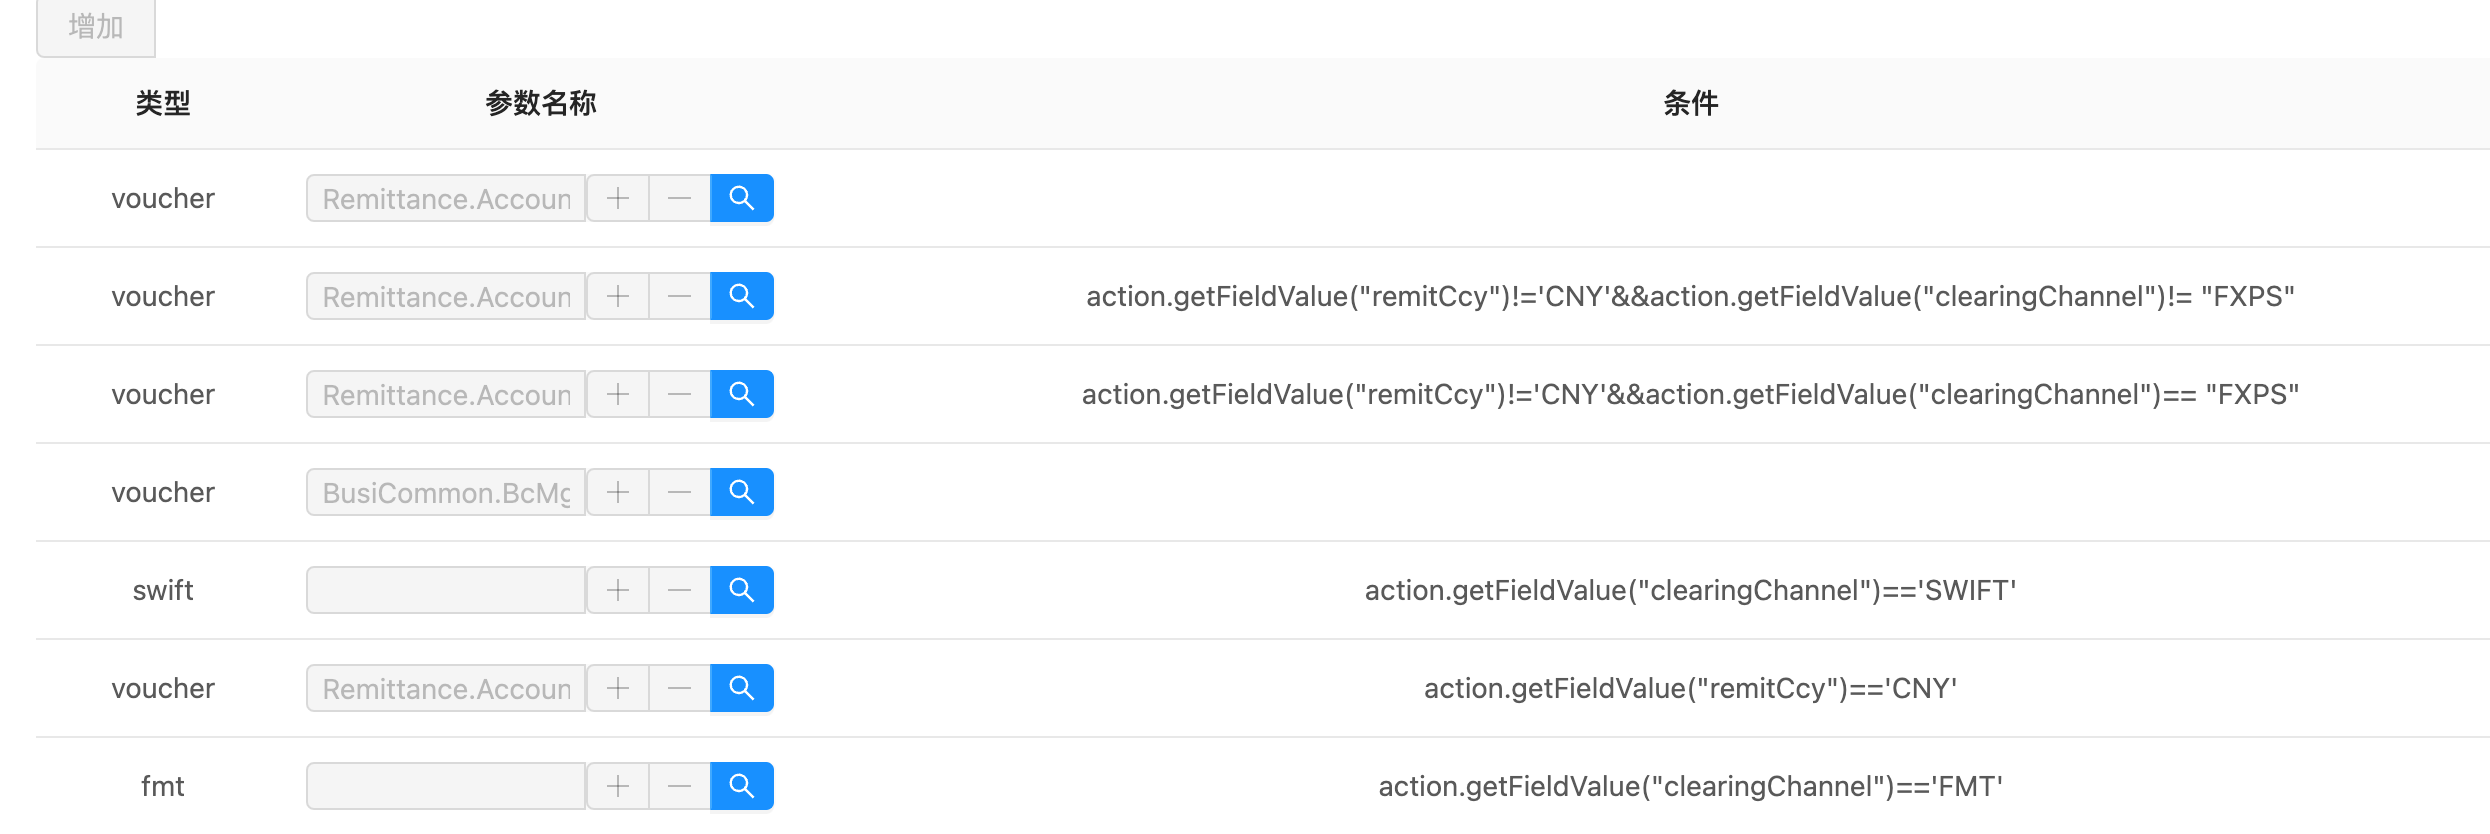 增加
类型 参数名称 条件
voucher Remittance.Accoun
voucher Remittance.Accoun action.getFieldValue("remitCcy")!='CNY'&&action.getFieldValue("clearingChannel")!= "FXPS"
voucher Remittance.Accoun action.getFieldValue("remitCcy")!='CNY'&&action.getFieldValue("clearingChannel")== "FXPS"
voucher BusiCommon.BcMg
swift action.getFieldValue("clearingChannel")=='SWIFT'
voucher Remittance.Accoun action.getFieldValue("remitCcy")=='CNY'
fmt action.getFieldValue("clearingChannel")=='FMT'